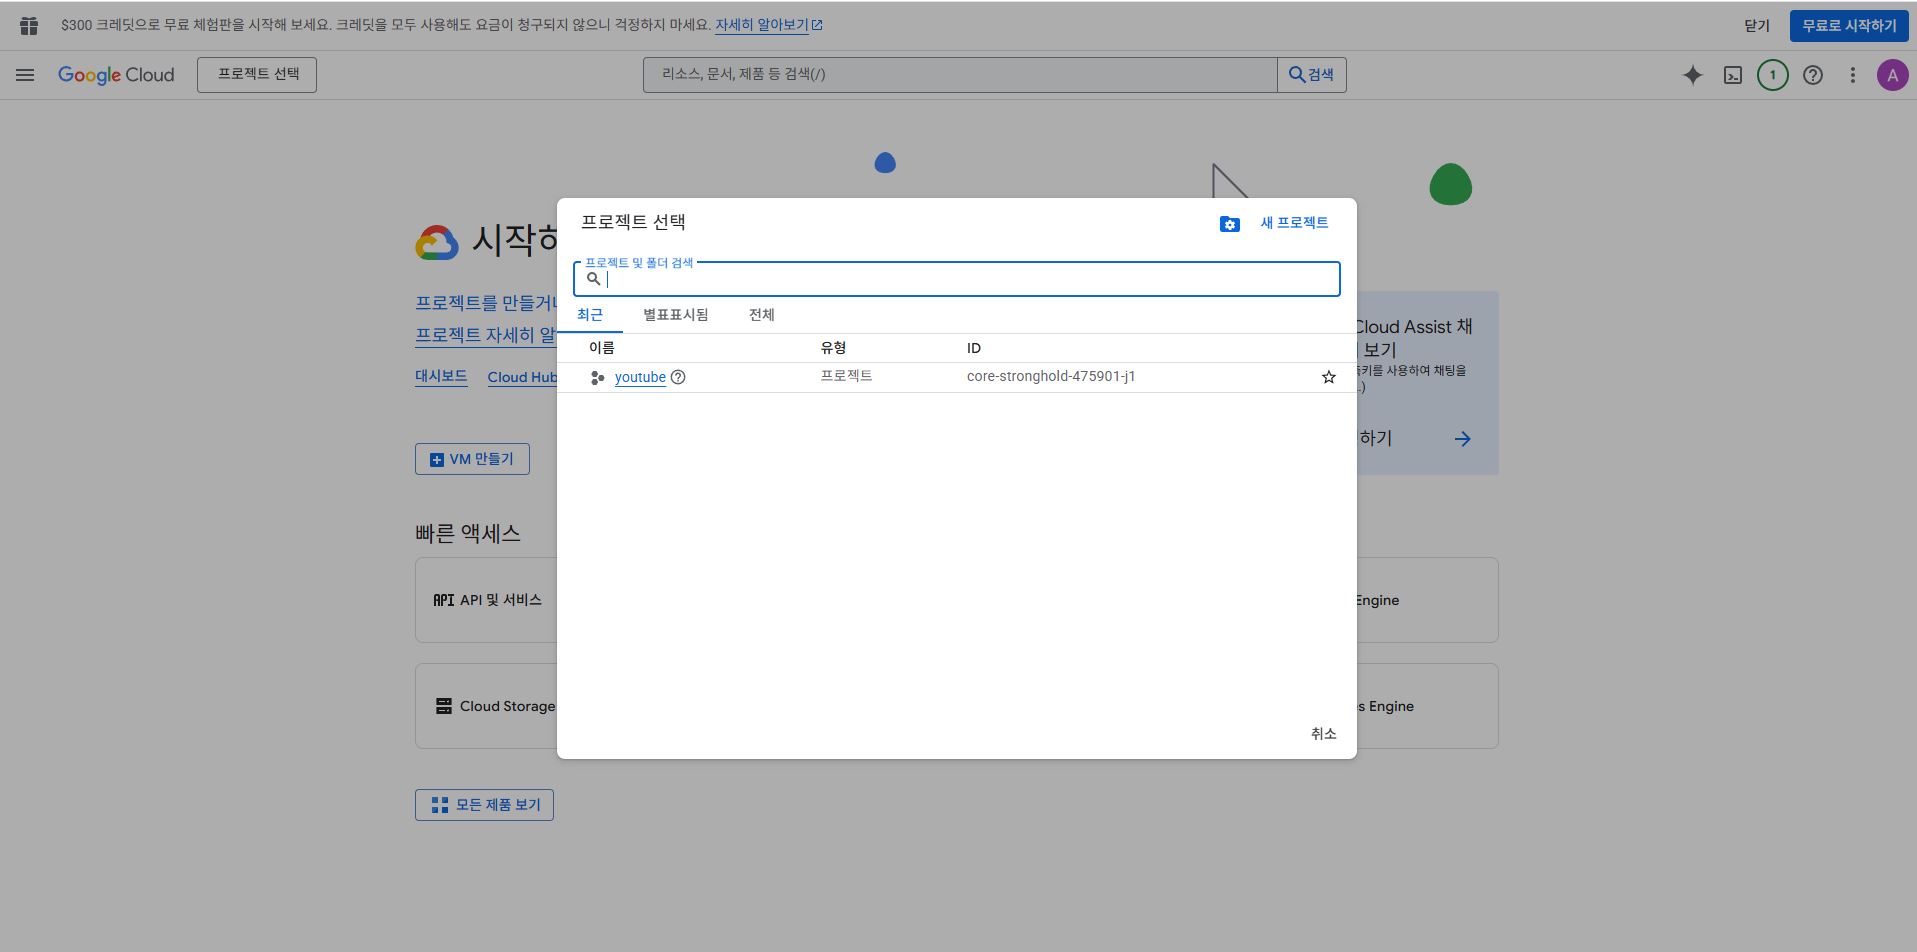 $300 크레딧으로 무료 체험판을 시작해 보세요. 크레딧을 모두 사용해도 요금이 청구되지 않으니 걱정하지 마세요. 자세히 알아보기
닫기
무료로 시작하기
Google Cloud
프로젝트 선택
리소스, 문서, 제품 등 검색(/)
검색
1
A
시작하
프로젝트를 만들거나
프로젝트 자세히 알
대시보드
Cloud Hub
VM 만들기
프로젝트 선택
새 프로젝트
프로젝트 및 폴더 검색
최근
별표표시됨
전체
이름
유형
ID
youtube
프로젝트
core-stronghold-475901-j1
취소
Cloud Assist 채
보기
키를 사용하여 채팅을
.)
하기
빠른 액세스
API API 및 서비스
Engine
Cloud Storage
s Engine
모든 제품 보기